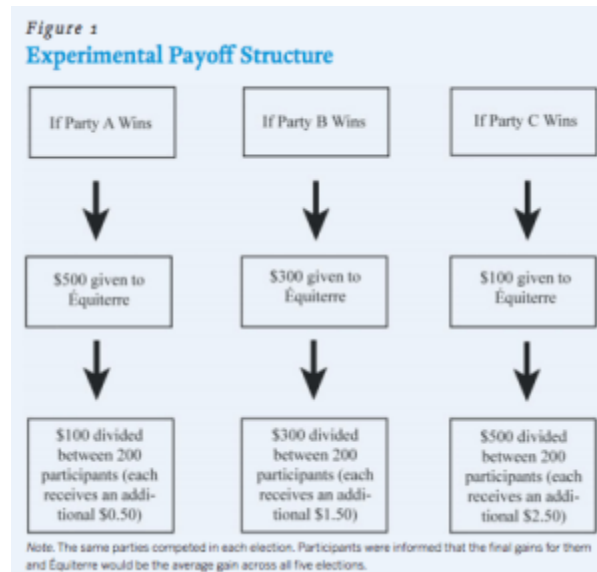 Figure 1
Experimental Payoff Structure
If Party A Wins
If Party B Wins
If Party C Wins
$500 given to
Équiterre
$300 given to
Équiterre
$100 given to
Équiterre
$100 divided
between 200
participants (each
receives an addi-
tional $0.50)
$300 divided
between 200
participants (each
receives an addi-
tional $1.50)
$500 divided
between 200
participants (each
receives an addi-
tional $2.50)
Note. The same parties competed in each election. Participants were informed that the final gains for them
and Équiterre would be the average gain across all five elections.